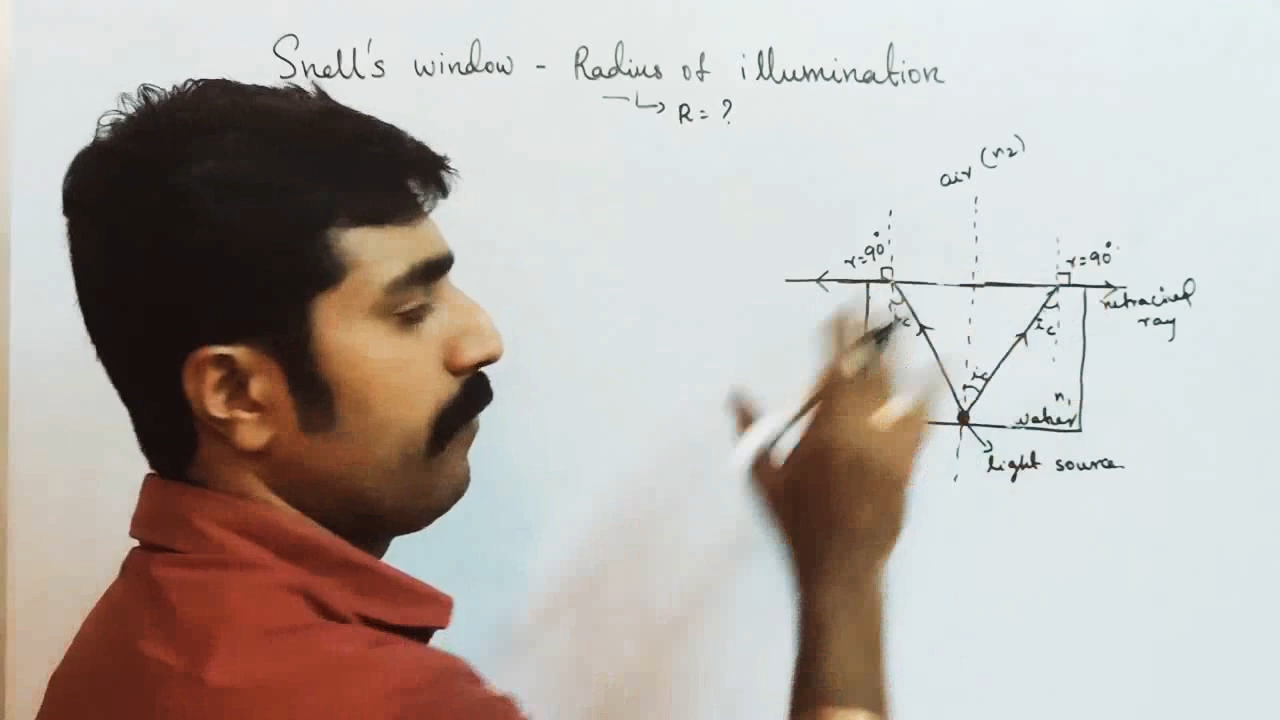 Snell's window - Radius of illumination
R = ?
air (n2)
r=90°
r=90°
refracted
ray
ic
ic
ic
n1
water
light source